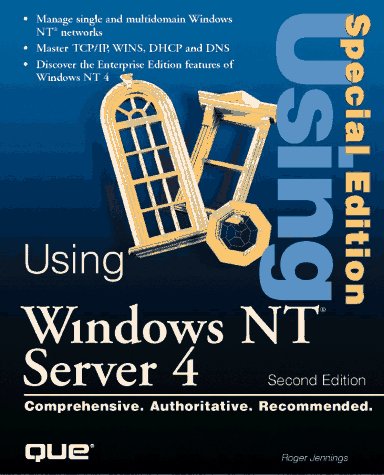 • Manage single and multidomain Windows
NT® networks
• Master TCP/IP, WINS, DHCP and DNS
• Discover the Enterprise Edition features of
Windows NT 4
Special Edition
Using
Using
Windows NT®
Server 4
Second Edition
Comprehensive. Authoritative. Recommended.
QUE®
Roger Jennings